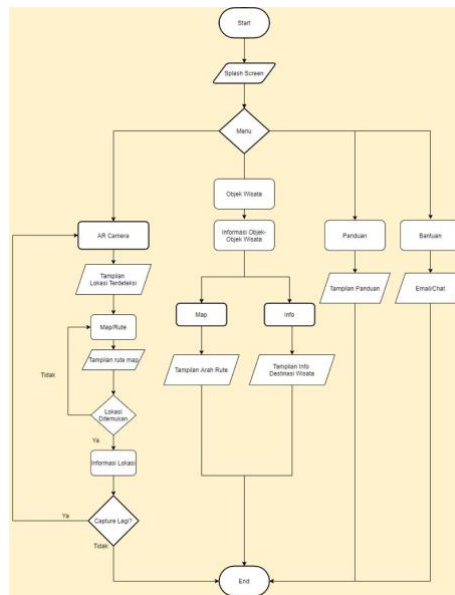 Start
Splash Screen
Menu
Objek Wisata
AR Camera
Informasi Objek-
Objek Wisata
Panduan
Bantuan
Tampilan
Lokasi Terdeteksi
Tampilan Panduan
Email/Chat
Map/Rute
Map
Info
Tampilan rute map
Tampilan Arah Rute
Tampilan Info
Destinasi Wisata
Tidak
Lokasi
Ditemukan
Ya
Informasi Lokasi
Ya
Capture Lagi?
Tidak
End